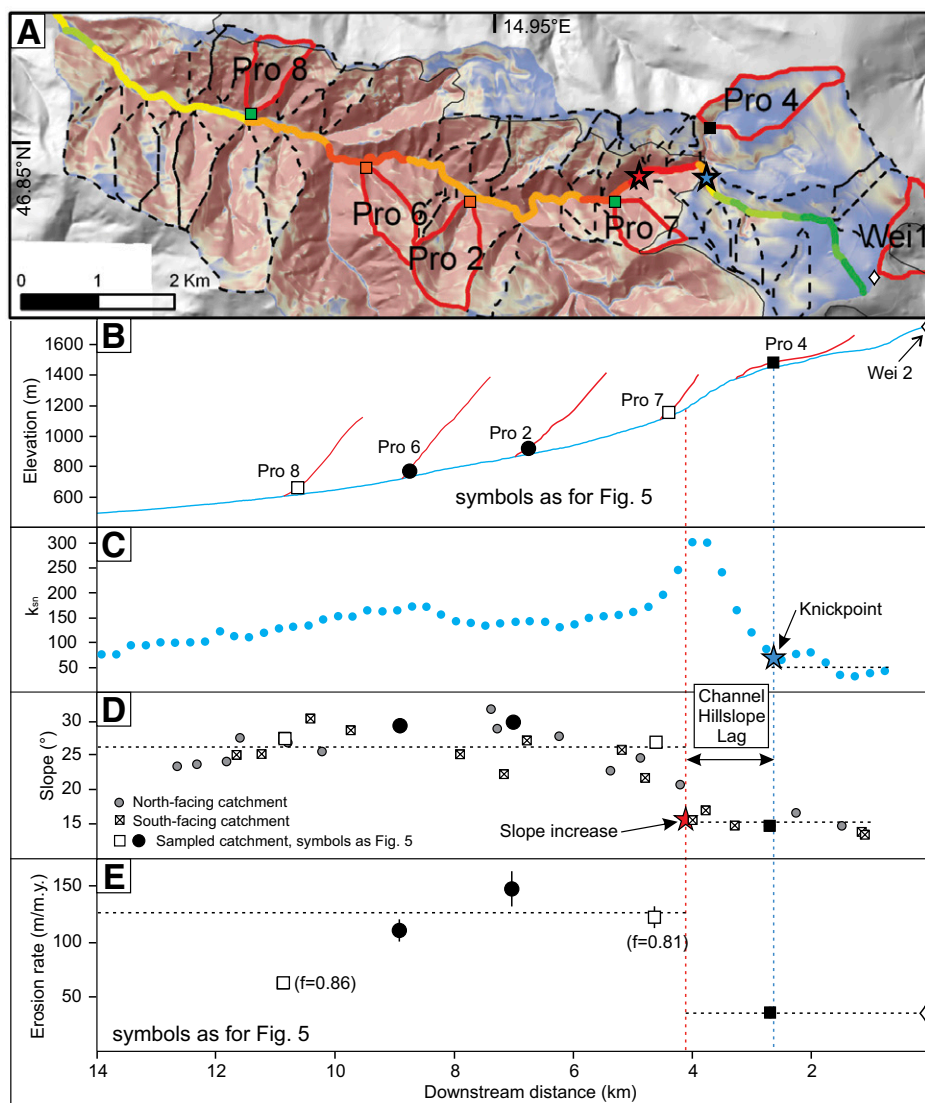 A
14.95°E
46.85°N
Pro 8
Pro 4
Pro 6
Pro 2
Pro 7
Wei1
0 1 2 Km
B
Elevation (m)
1600
1400
1200
1000
800
600
Pro 4
Wei 2
Pro 7
Pro 2
Pro 6
Pro 8
symbols as for Fig. 5
C
ksn
300
250
200
150
100
50
Knickpoint
D
Slope (°)
30
25
20
15
Channel
Hillslope
Lag
North-facing catchment
South-facing catchment
Sampled catchment, symbols as Fig. 5
Slope increase
E
Erosion rate (m/m.y.)
150
100
50
(f=0.86)
(f=0.81)
symbols as for Fig. 5
14 12 10 8 6 4 2
Downstream distance (km)